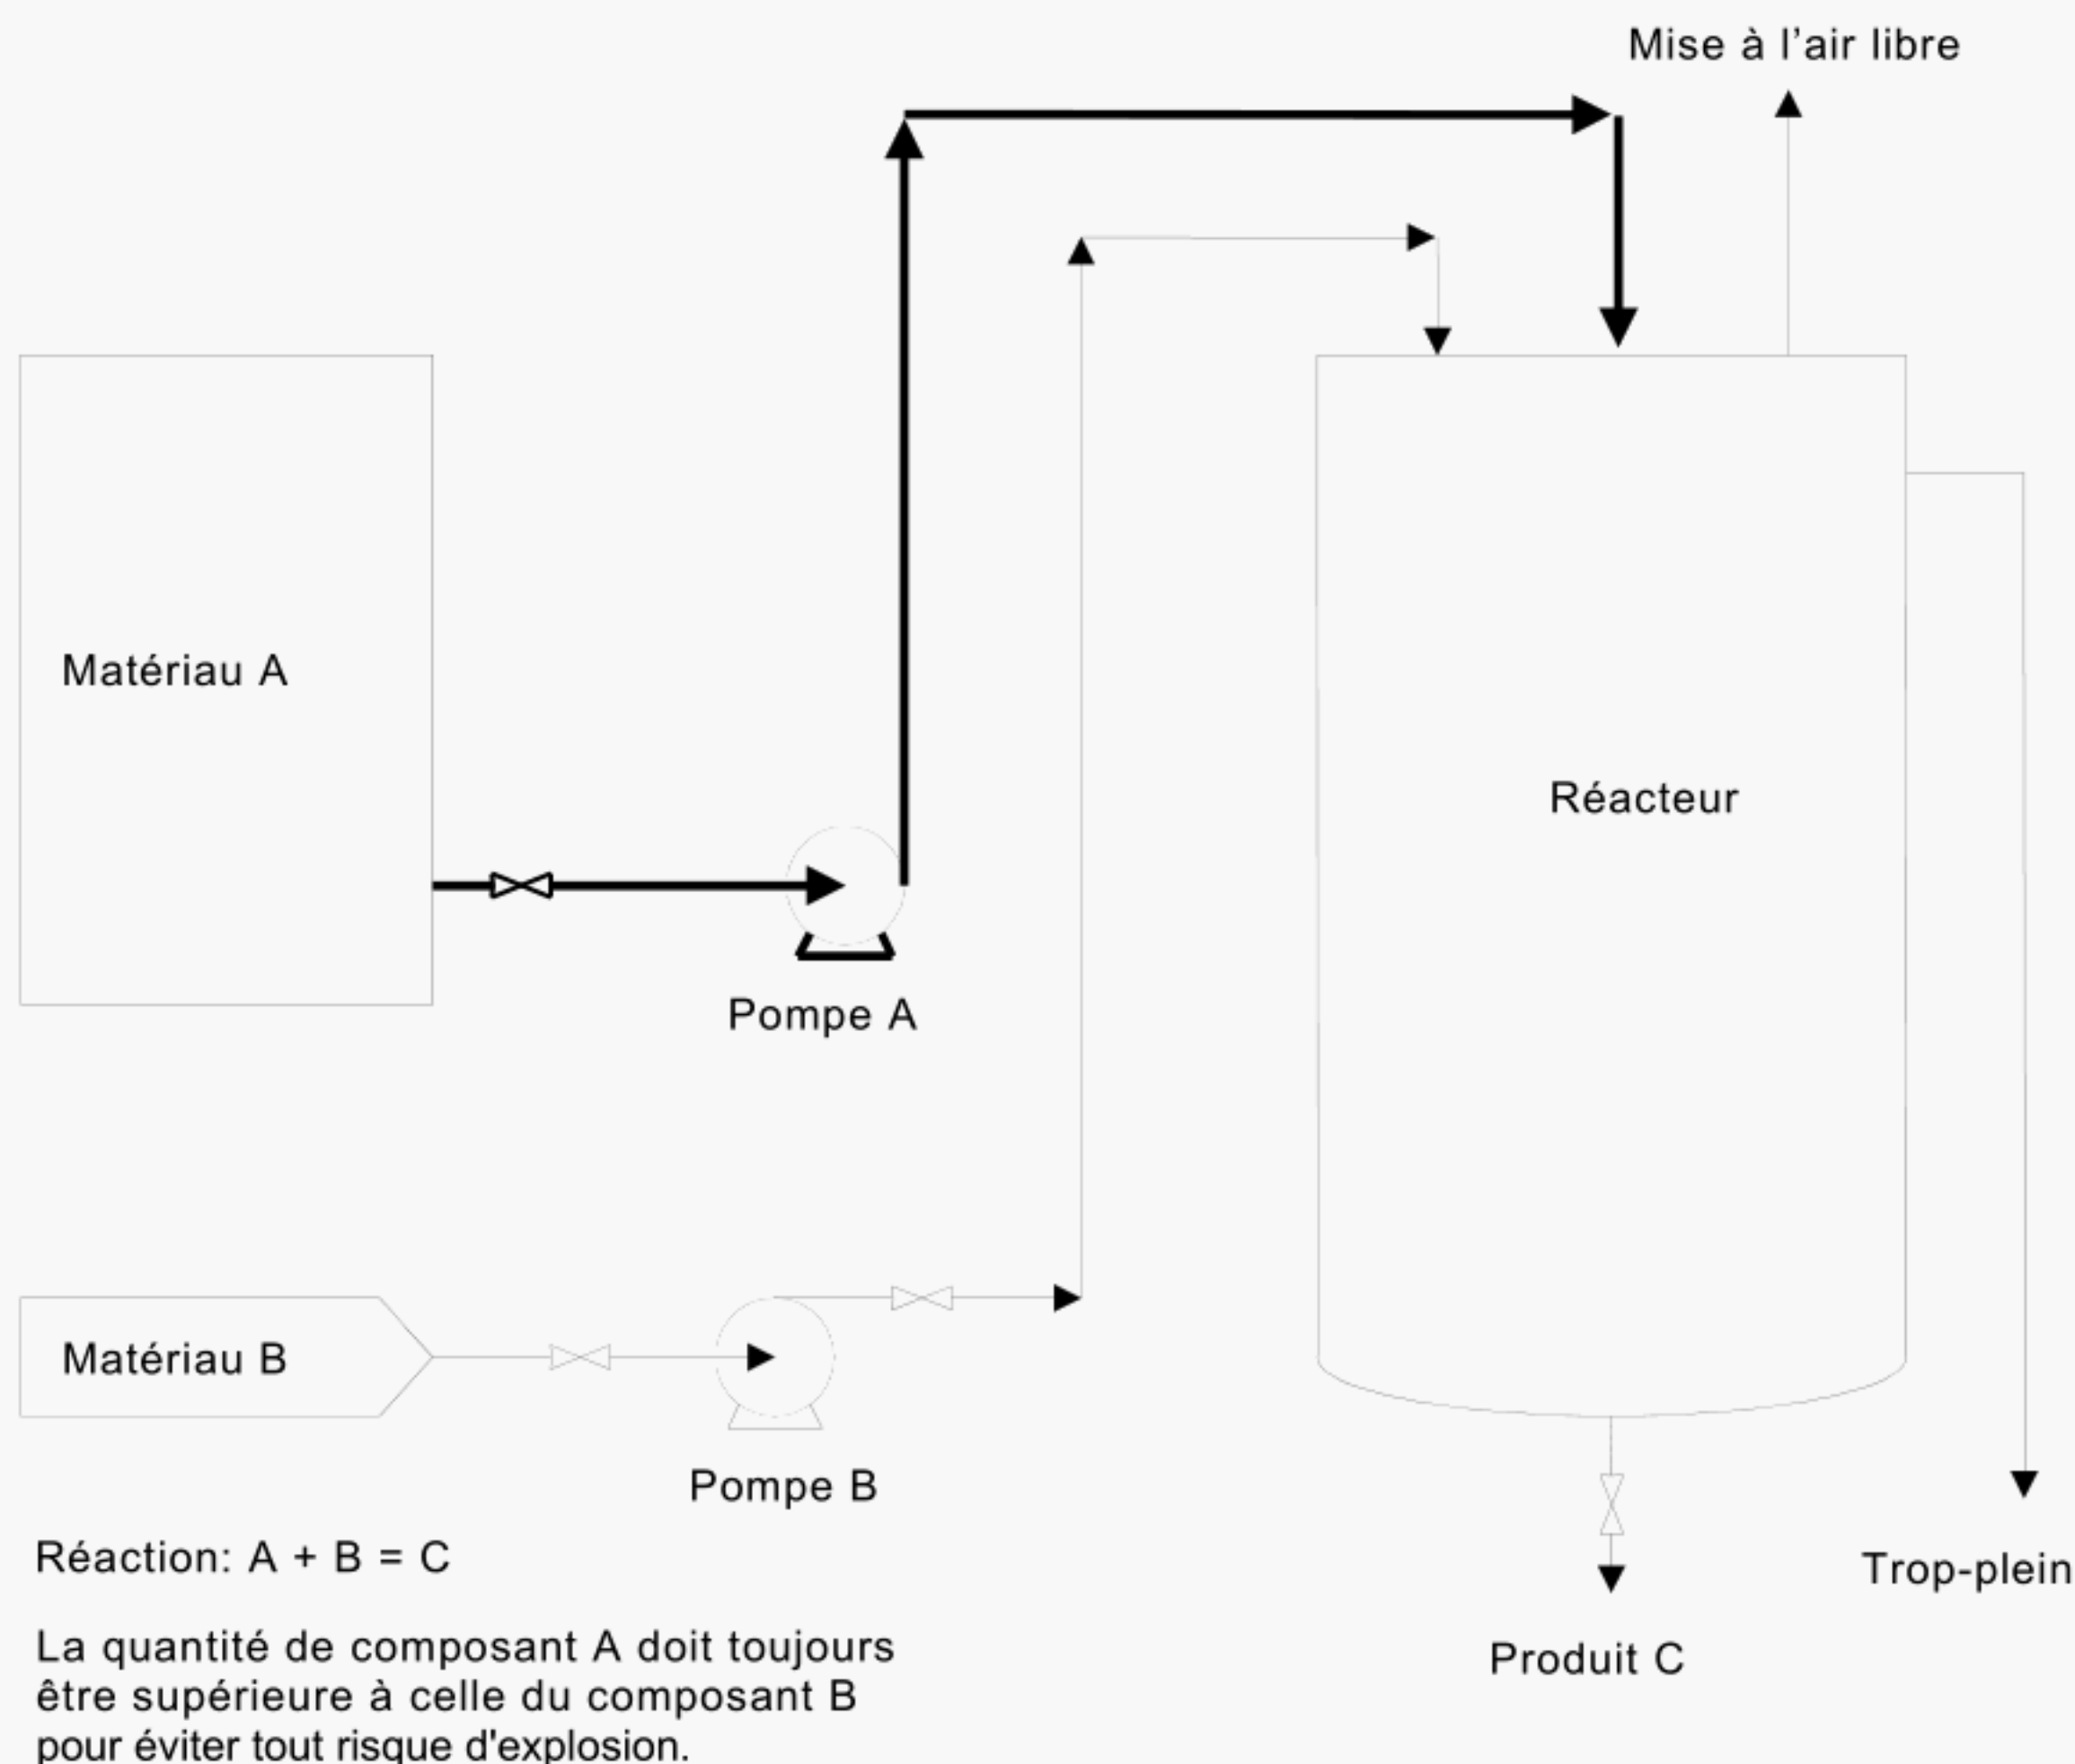 Mise à l’air libre
Matériau A
Réacteur
Pompe A
Matériau B
Pompe B
Réaction: A + B = C
Trop-plein
La quantité de composant A doit toujours
être supérieure à celle du composant B
pour éviter tout risque d'explosion.
Produit C